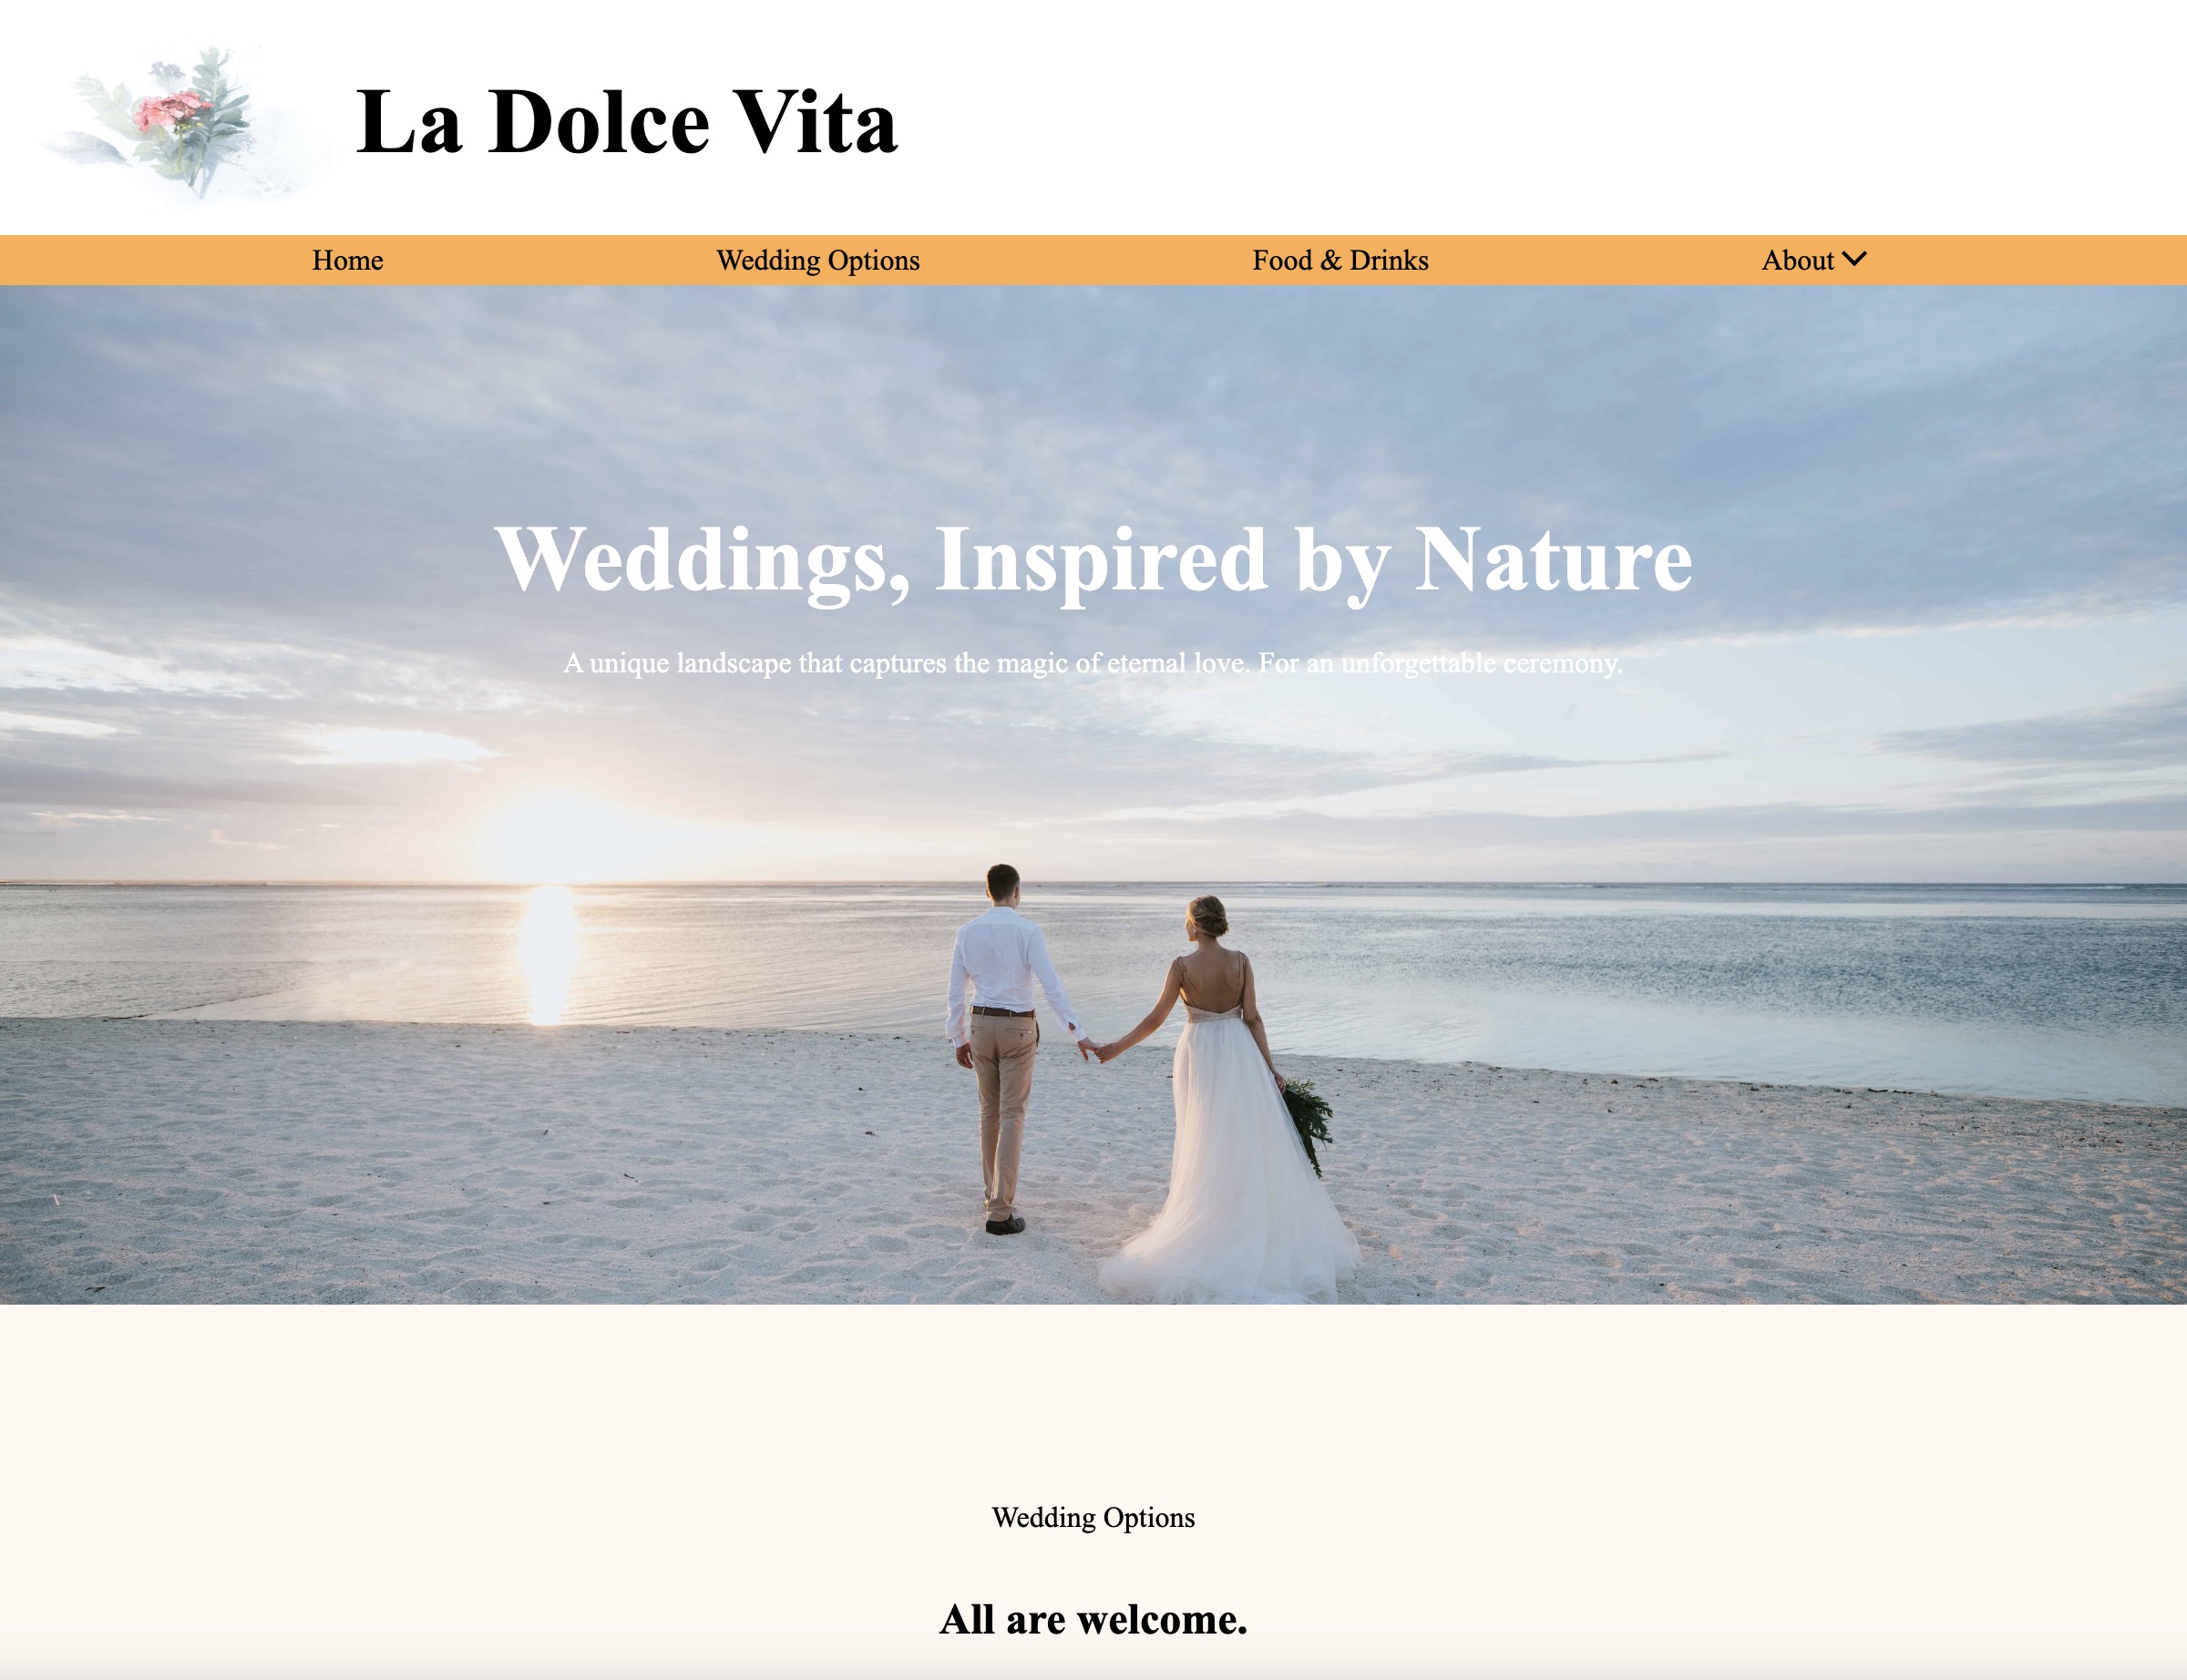 La Dolce Vita
Home
Wedding Options
Food & Drinks
About
Weddings, Inspired by Nature
A unique landscape that captures the magic of eternal love. For an unforgettable ceremony.
Wedding Options
All are welcome.